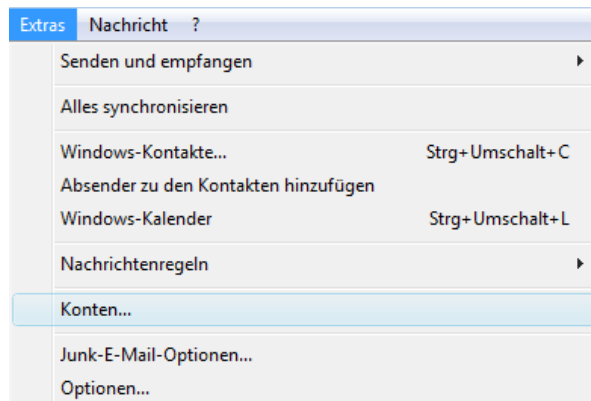 Extras Nachricht ?
Senden und empfangen
Alles synchronisieren
Windows-Kontakte... Strg+Umschalt+C
Absender zu den Kontakten hinzufügen
Windows-Kalender Strg+Umschalt+L
Nachrichtenregeln
Konten...
Junk-E-Mail-Optionen...
Optionen...